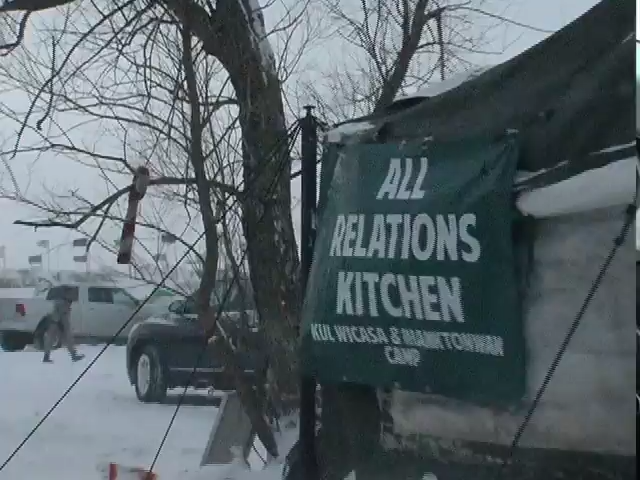 ALL
RELATIONS
KITCHEN
KUL WICASA & IHANKTONWAN
CAMP